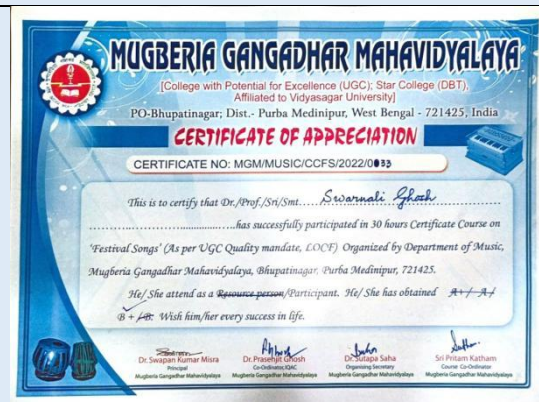 MUGBERIA GANGADHAR MAHAVIDYALAYA
[College with Potential for Excellence (UGC); Star College (DBT),
Affiliated to Vidyasagar University]
PO-Bhupatinagar; Dist.- Purba Medinipur, West Bengal - 721425, India
CERTIFICATE OF APPRECIATION
CERTIFICATE NO: MGM/MUSIC/CCFS/2022/0033
This is to certify that Dr./Prof./Sri/Smt..... Swarnali Ghosh
has successfully participated in 30 hours Certificate Course on
'Festival Songs' (As per UGC Quality mandate, LOCF) Organized by Department of Music,
Mugberia Gangadhar Mahavidyalaya, Bhupatinagar, Purba Medinipur, 721425.
He/ She attend as a Resource person/Participant. He/ She has obtained A+/ A/
B + /B. Wish him/her every success in life.
Dr. Swapan Kumar Misra Dr. Prasenjit Ghosh Dr. Sutapa Saha Sri Pritam Katham
Principal Co-Ordinator, IQAC Organizing Secretary Course Co-Ordinator
Mugberia Gangadhar Mahavidyalaya Mugberia Gangadhar Mahavidyalaya Mugberia Gangadhar Mahavidyalaya Mugberia Gangadhar Mahavidyalaya